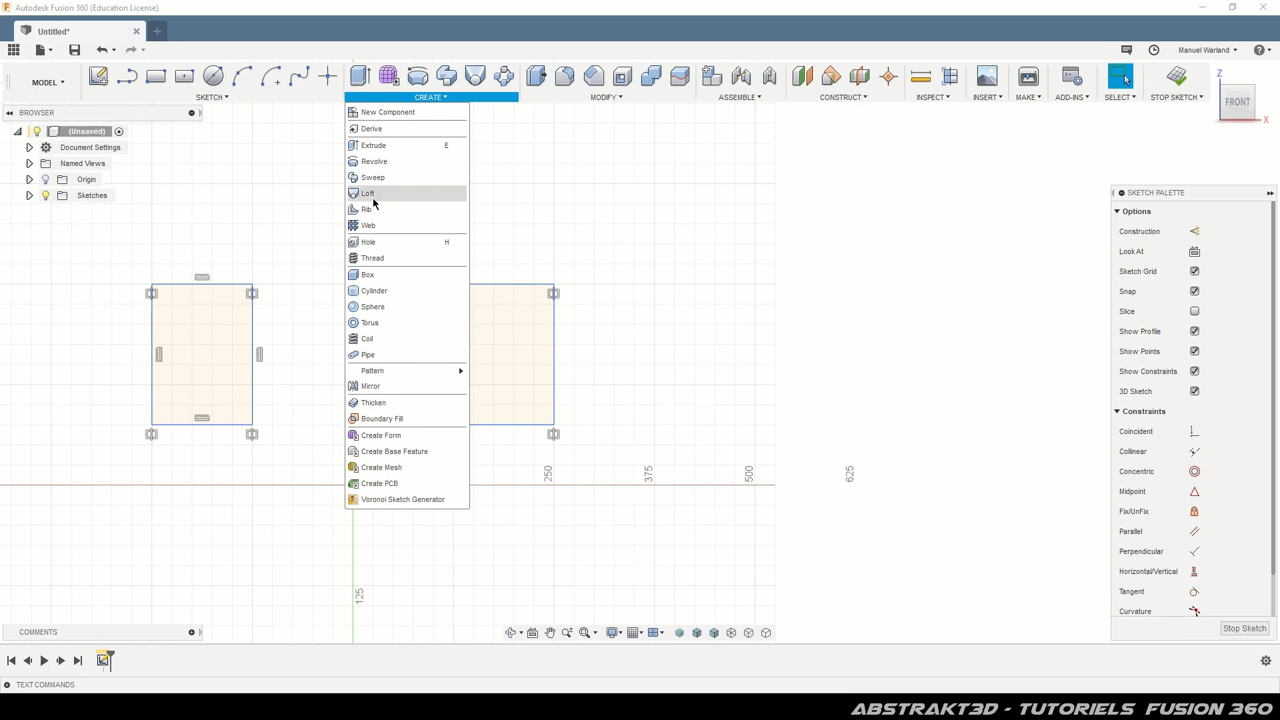 Autodesk Fusion 360 (Education License)
Untitled*
Manuel Warland
MODEL
SKETCH
CREATE
MODIFY
ASSEMBLE
CONSTRUCT
INSPECT
INSERT
MAKE
ADD-INS
SELECT
STOP SKETCH
Z
FRONT
X
BROWSER
(Unsaved)
Document Settings
Named Views
Origin
Sketches
New Component
Derive
Extrude E
Revolve
Sweep
Loft
Rib
Web
Hole H
Thread
Box
Cylinder
Sphere
Torus
Coil
Pipe
Pattern
Mirror
Thicken
Boundary Fill
Create Form
Create Base Feature
Create Mesh
Create PCB
Voronoi Sketch Generator
250
375
500
625
125
SKETCH PALETTE
Options
Construction
Look At
Sketch Grid
Snap
Slice
Show Profile
Show Points
Show Constraints
3D Sketch
Constraints
Coincident
Collinear
Concentric
Midpoint
Fix/UnFix
Parallel
Perpendicular
Horizontal/Vertical
Tangent
Curvature
Stop Sketch
COMMENTS
TEXT COMMANDS
ABSTRAKT3D - TUTORIELS FUSION 360